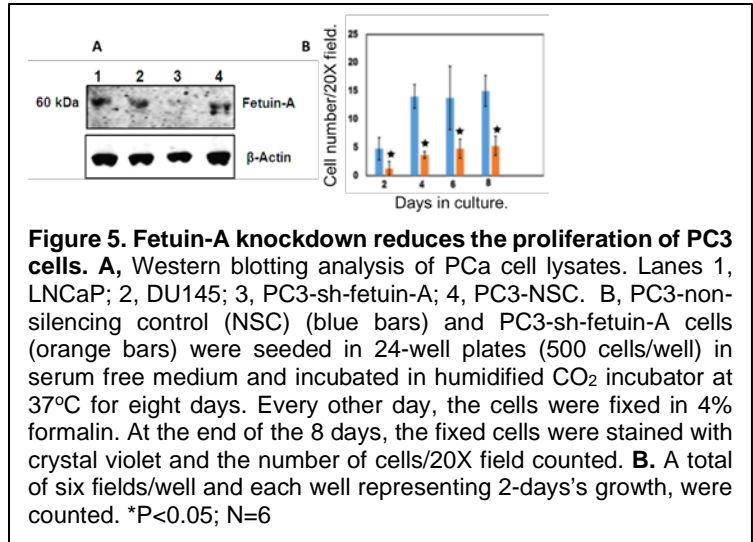 A
B
1 2 3 4
60 kDa
Fetuin-A
β-Actin
Cell number/20X field.
25
20
15
10
5
0
2 4 6 8
Days in culture.
Figure 5. Fetuin-A knockdown reduces the proliferation of PC3
cells. A, Western blotting analysis of PCa cell lysates. Lanes 1,
LNCaP; 2, DU145; 3, PC3-sh-fetuin-A; 4, PC3-NSC. B, PC3-non-
silencing control (NSC) (blue bars) and PC3-sh-fetuin-A cells
(orange bars) were seeded in 24-well plates (500 cells/well) in
serum free medium and incubated in humidified CO₂ incubator at
37ºC for eight days. Every other day, the cells were fixed in 4%
formalin. At the end of the 8 days, the fixed cells were stained with
crystal violet and the number of cells/20X field counted. B. A total
of six fields/well and each well representing 2-days's growth, were
counted. *P<0.05; N=6